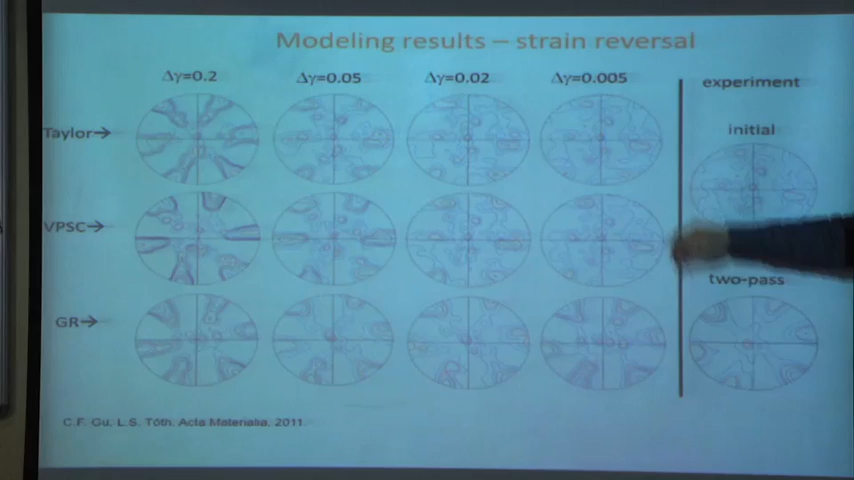 Modeling results – strain reversal
Δγ=0.2 Δγ=0.05 Δγ=0.02 Δγ=0.005 experiment
initial
Taylor→
VPSC→
two-pass
GR→
C.F. Gu, L.S. Tóth, Acta Materialia, 2011.